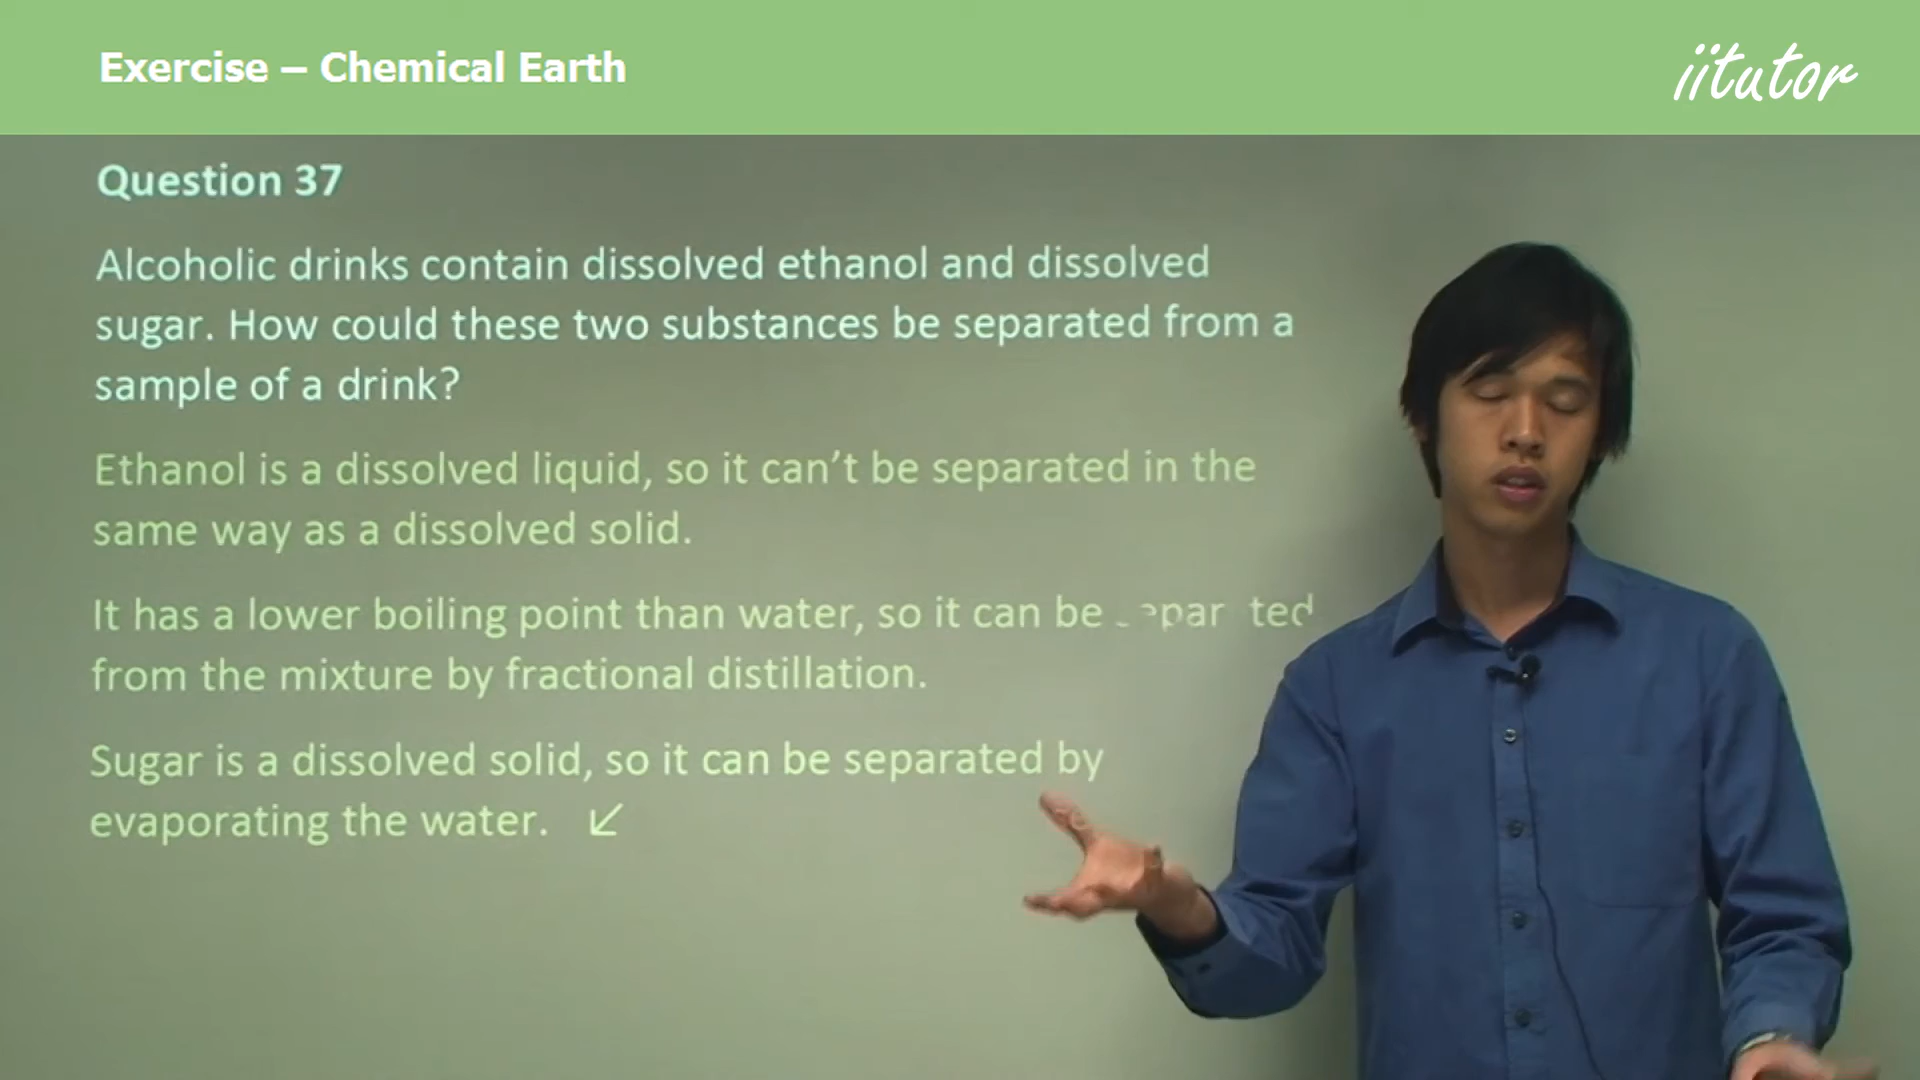 Exercise – Chemical Earth
iitutor
Question 37
Alcoholic drinks contain dissolved ethanol and dissolved
sugar. How could these two substances be separated from a
sample of a drink?
Ethanol is a dissolved liquid, so it can't be separated in the
same way as a dissolved solid.
It has a lower boiling point than water, so it can be separated
from the mixture by fractional distillation.
Sugar is a dissolved solid, so it can be separated by
evaporating the water. ↙